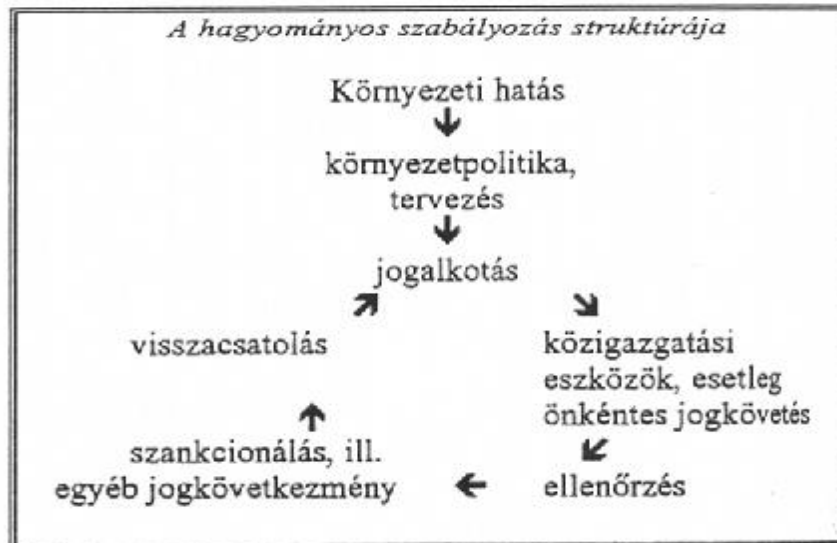 A hagyományos szabályozás struktúrája
Környezeti hatás
környezetpolitika,
tervezés
jogalkotás
visszacsatolás
közigazgatási
eszközök, esetleg
önkéntes jogkövetés
szankcionálás, ill.
egyéb jogkövetkezmény
ellenőrzés